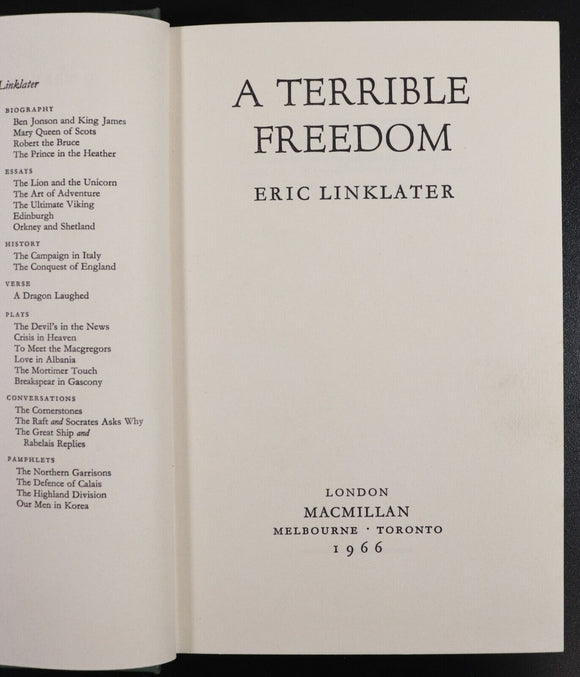 Linklater
BIOGRAPHY
Ben Jonson and King James
Mary Queen of Scots
Robert the Bruce
The Prince in the Heather
ESSAYS
The Lion and the Unicorn
The Art of Adventure
The Ultimate Viking
Edinburgh
Orkney and Shetland
HISTORY
The Campaign in Italy
The Conquest of England
VERSE
A Dragon Laughed
PLAYS
The Devil's in the News
Crisis in Heaven
To Meet the Macgregors
Love in Albania
The Mortimer Touch
Breakspear in Gascony
CONVERSATIONS
The Cornerstones
The Raft and Socrates Asks Why
The Great Ship and
Rabelais Replies
PAMPHLETS
The Northern Garrisons
The Defence of Calais
The Highland Division
Our Men in Korea
A TERRIBLE
FREEDOM
ERIC LINKLATER
LONDON
MACMILLAN
MELBOURNE · TORONTO
1966